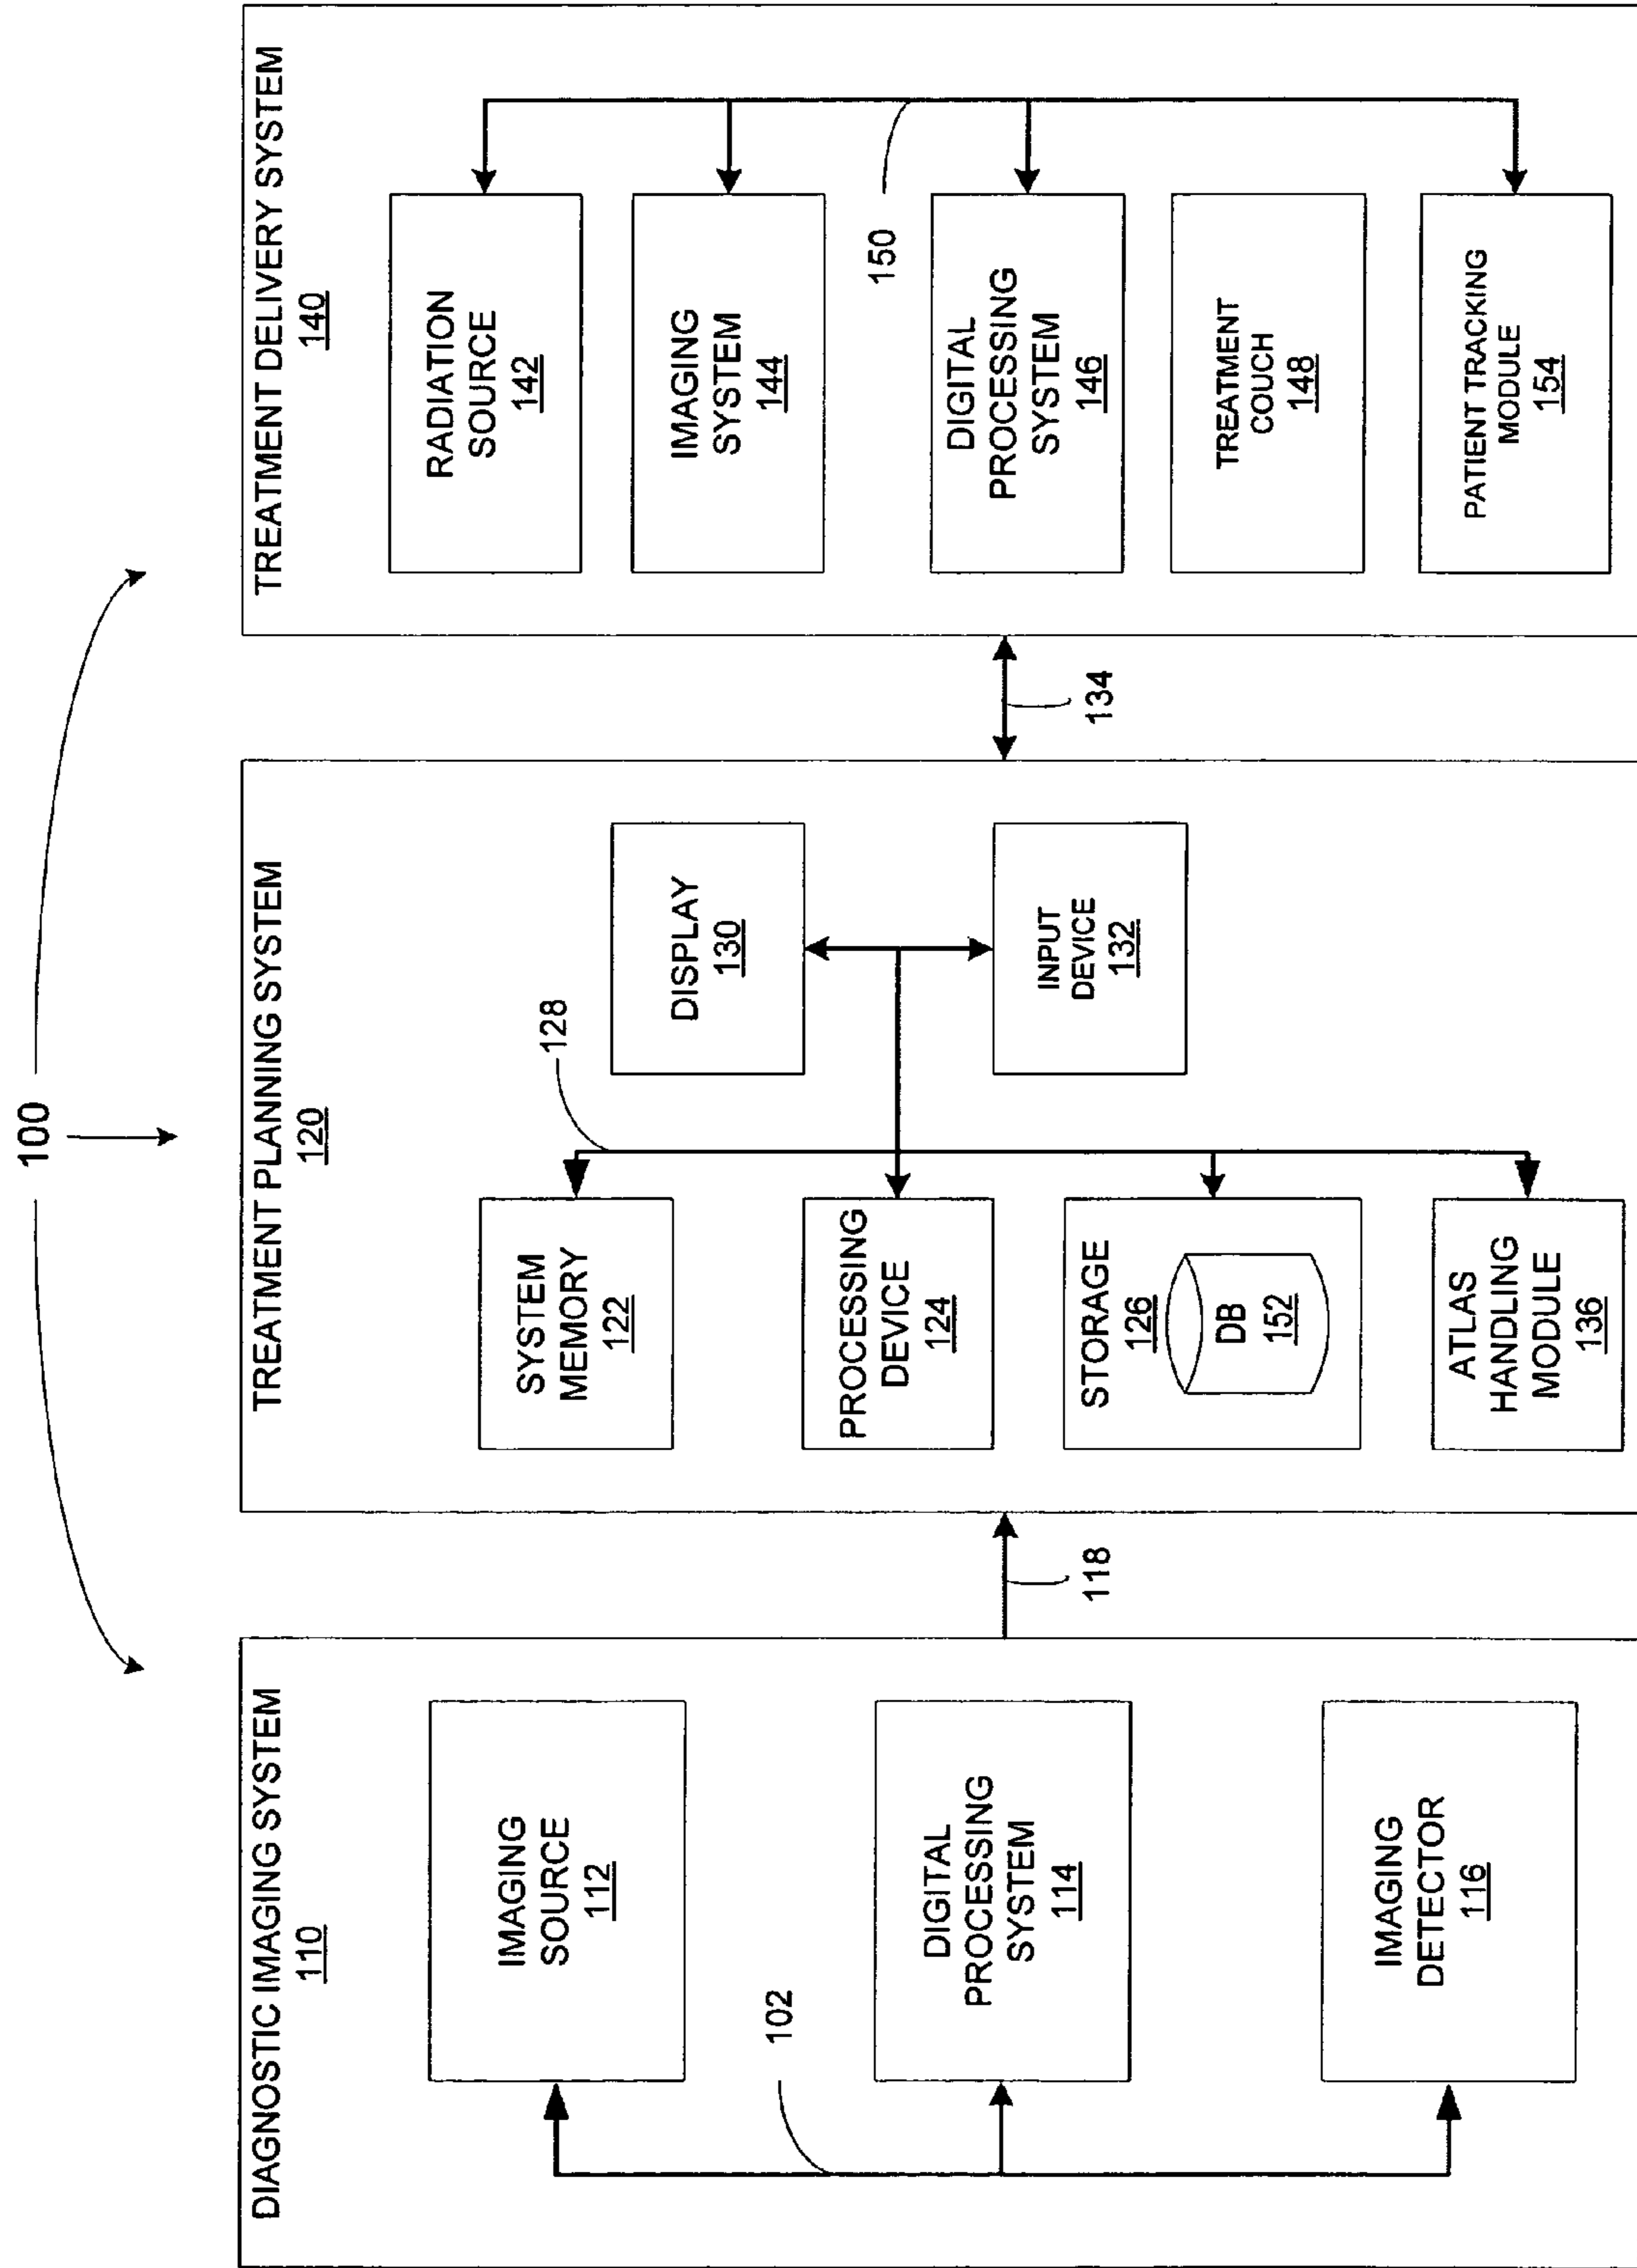 100
DIAGNOSTIC IMAGING SYSTEM
110
IMAGING
SOURCE
112
102
DIGITAL
PROCESSING
SYSTEM
114
IMAGING
DETECTOR
116
118
TREATMENT PLANNING SYSTEM
120
128
SYSTEM
MEMORY
122
DISPLAY
130
PROCESSING
DEVICE
124
INPUT
DEVICE
132
STORAGE
126
DB
152
ATLAS
HANDLING
MODULE
136
134
TREATMENT DELIVERY SYSTEM
140
RADIATION
SOURCE
142
IMAGING
SYSTEM
144
150
DIGITAL
PROCESSING
SYSTEM
146
TREATMENT
COUCH
148
PATIENT TRACKING
MODULE
154